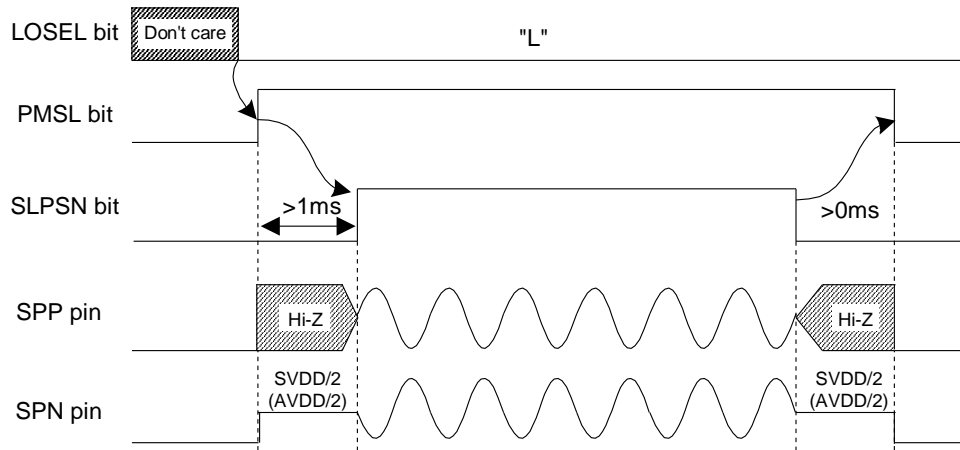 LOSEL bit
Don't care
"L"
PMSL bit
SLPSN bit
>1ms
>0ms
SPP pin
Hi-Z
Hi-Z
SPN pin
SVDD/2
(AVDD/2)
SVDD/2
(AVDD/2)